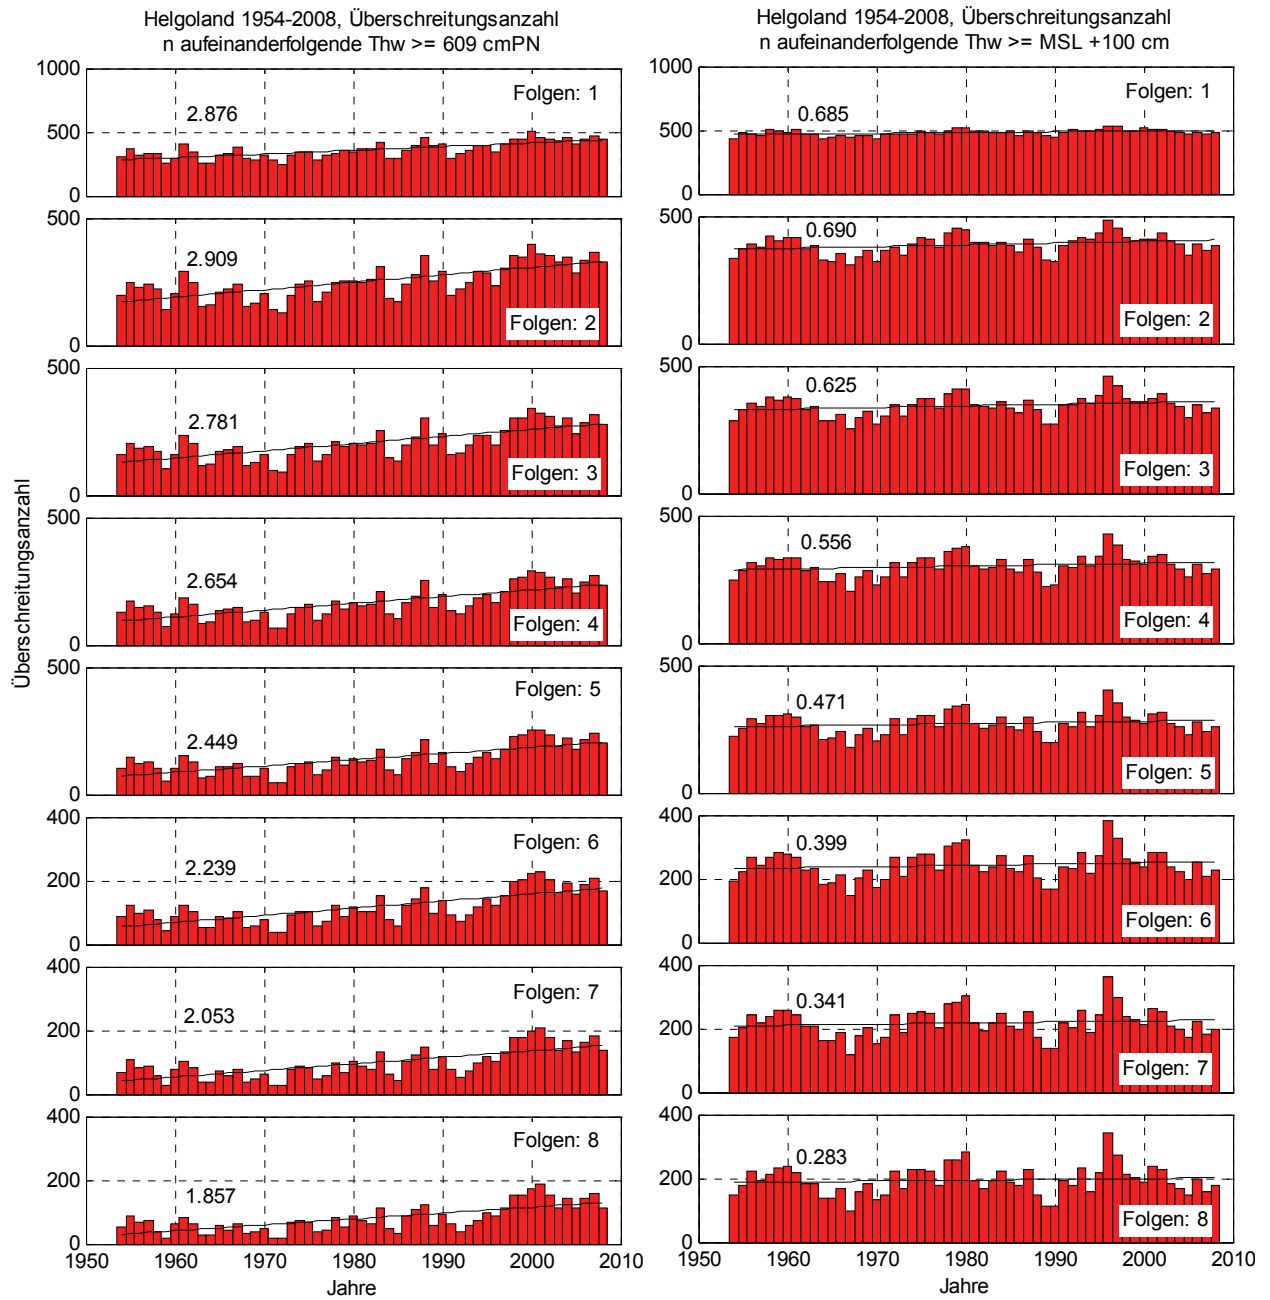 Helgoland 1954-2008, Überschreitungsanzahl
n aufeinanderfolgende Thw >= 609 cmPN
1000
500
0
2.876
Folgen: 1
500
0
2.909
Folgen: 2
500
0
2.781
Folgen: 3
500
0
2.654
Folgen: 4
500
0
2.449
Folgen: 5
400
200
0
2.239
Folgen: 6
400
200
0
2.053
Folgen: 7
400
200
0
1.857
Folgen: 8
1950 1960 1970 1980 1990 2000 2010
Jahre
Überschreitungsanzahl
Helgoland 1954-2008, Überschreitungsanzahl
n aufeinanderfolgende Thw >= MSL +100 cm
1000
500
0
0.685
Folgen: 1
500
0
0.690
Folgen: 2
500
0
0.625
Folgen: 3
500
0
0.556
Folgen: 4
500
0
0.471
Folgen: 5
400
200
0
0.399
Folgen: 6
400
200
0
0.341
Folgen: 7
400
200
0
0.283
Folgen: 8
1950 1960 1970 1980 1990 2000 2010
Jahre